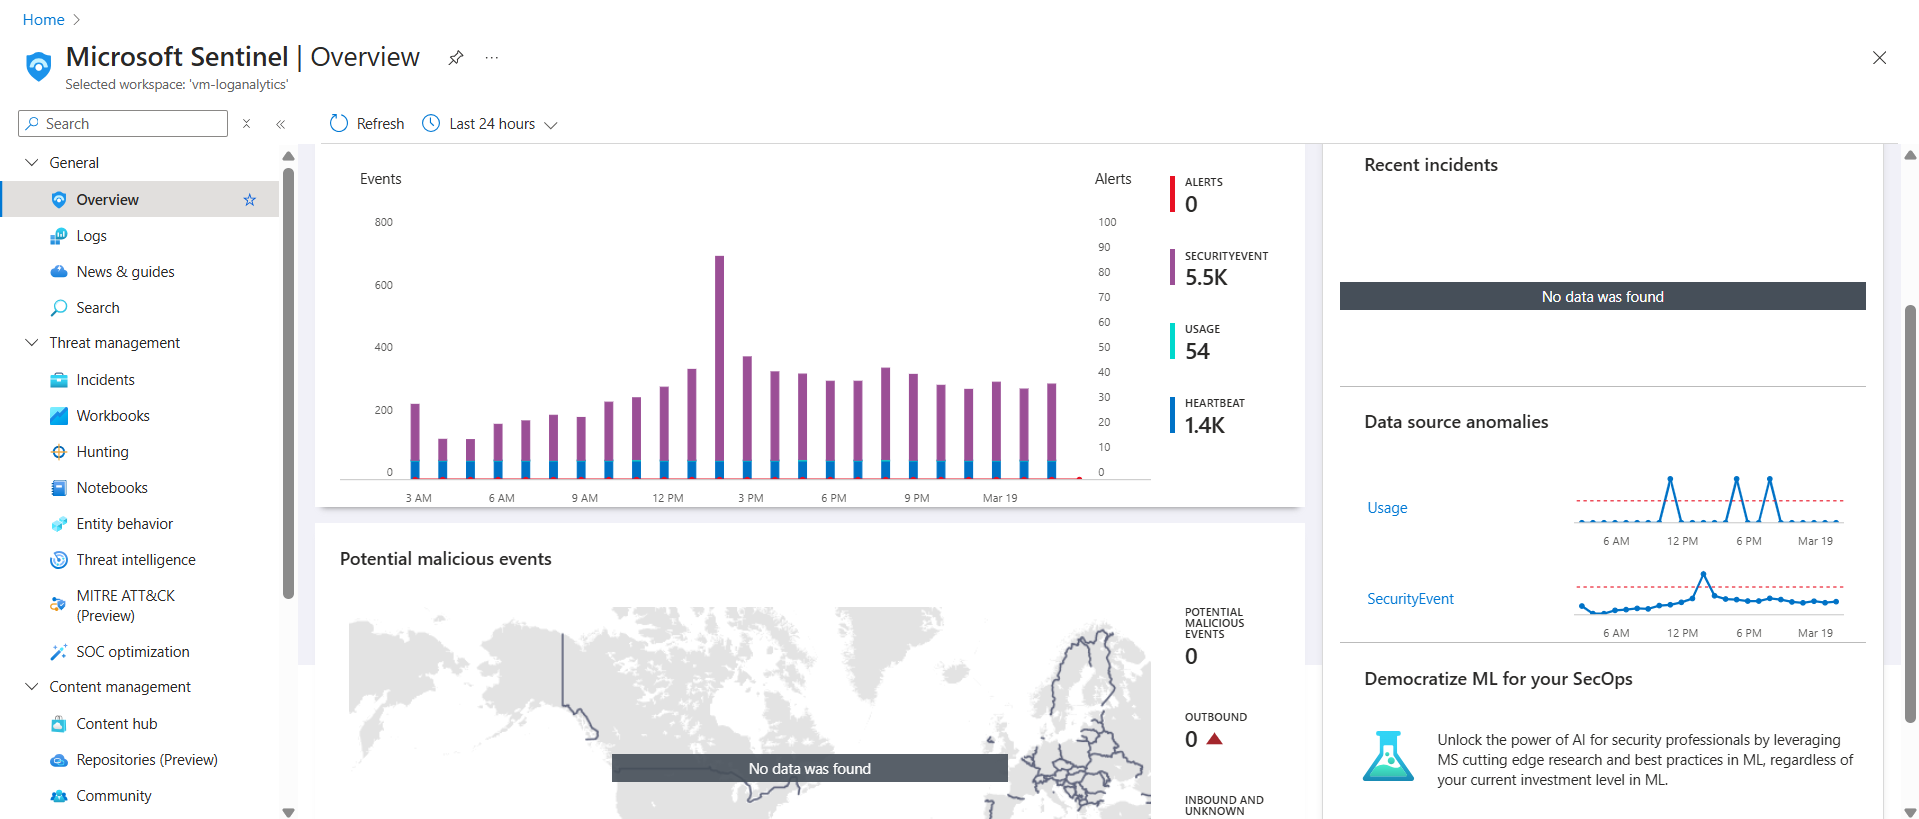 Home
Microsoft Sentinel | Overview
Selected workspace: 'vm-loganalytics'
Search
General
Overview
Logs
News & guides
Search
Threat management
Incidents
Workbooks
Hunting
Notebooks
Entity behavior
Threat intelligence
MITRE ATT&CK
(Preview)
SOC optimization
Content management
Content hub
Repositories (Preview)
Community
Refresh
Last 24 hours
Events
Alerts
800
600
400
200
0
100
90
80
70
60
50
40
30
20
10
0
3 AM 6 AM 9 AM 12 PM 3 PM 6 PM 9 PM Mar 19
ALERTS
0
SECURITYEVENT
5.5K
USAGE
54
HEARTBEAT
1.4K
Potential malicious events
No data was found
POTENTIAL
MALICIOUS
EVENTS
0
OUTBOUND
0
INBOUND AND
UNKNOWN
Recent incidents
No data was found
Data source anomalies
Usage
6 AM 12 PM 6 PM Mar 19
SecurityEvent
6 AM 12 PM 6 PM Mar 19
Democratize ML for your SecOps
Unlock the power of AI for security professionals by leveraging
MS cutting edge research and best practices in ML, regardless of
your current investment level in ML.